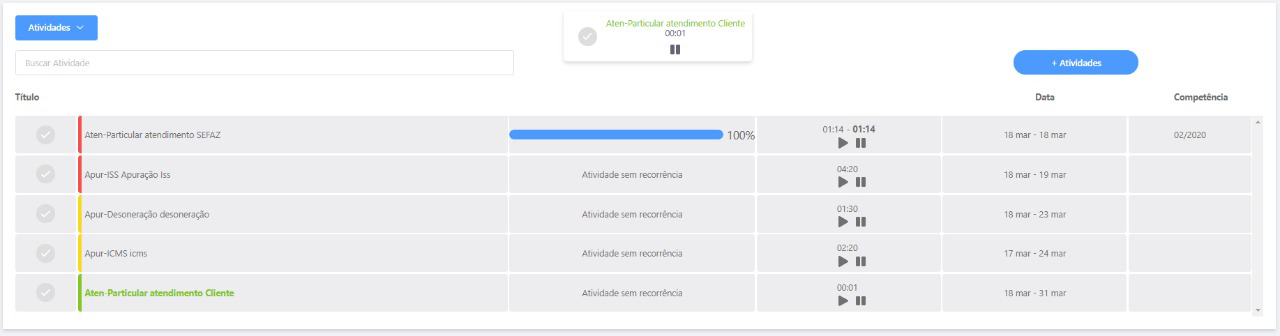 Atividades
Aten-Particular atendimento Cliente
00:01
Buscar Atividade
+ Atividades
Título Data Competência
Aten-Particular atendimento SEFAZ 100% 01:14 - 01:14 18 mar - 18 mar 02/2020
Apur-ISS Apuração Iss Atividade sem recorrência 04:20 18 mar - 19 mar
Apur-Desoneração desoneração Atividade sem recorrência 01:30 18 mar - 23 mar
Apur-ICMS icms Atividade sem recorrência 02:20 17 mar - 24 mar
Aten-Particular atendimento Cliente Atividade sem recorrência 00:01 18 mar - 31 mar